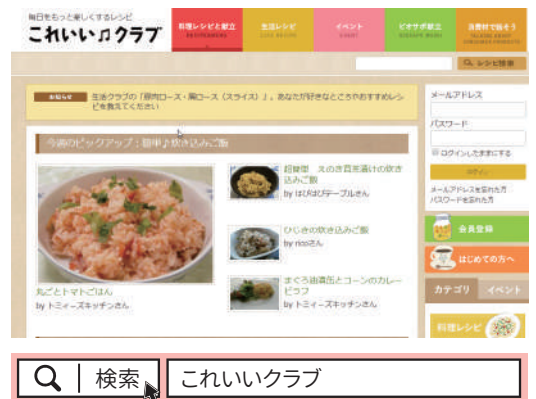 毎日をもっと楽しくするレシピ
これいい♫クラブ
料理レシピと献立
生活レシピ
イベント
EVENT
ビオサポ献立
消費材で話そう
レシピ検索
お知らせ
生活クラブの「豚肉ロース・肩ロース（スライス）」。あなたが好きなところやおすすめレシ
ピを教えてください
今週のピックアップ：簡単♪炊き込みご飯
丸ごとトマトごはん
by トミィーズキッチンさん
超簡単　えのき茸生漬けの炊き
込みご飯
by ぱぴぱぴテーブルさん
ひじきの炊き込みご飯
by ricoさん
まぐろ油漬缶とコーンのカレー
ピラフ
by トミィーズキッチンさん
メールアドレス
パスワード
ログインしたままにする
ログイン
メールアドレスを忘れた方
パスワードを忘れた方
会員登録
はじめての方へ
カテゴリ
イベント
料理レシピ
検索
これいいクラブ